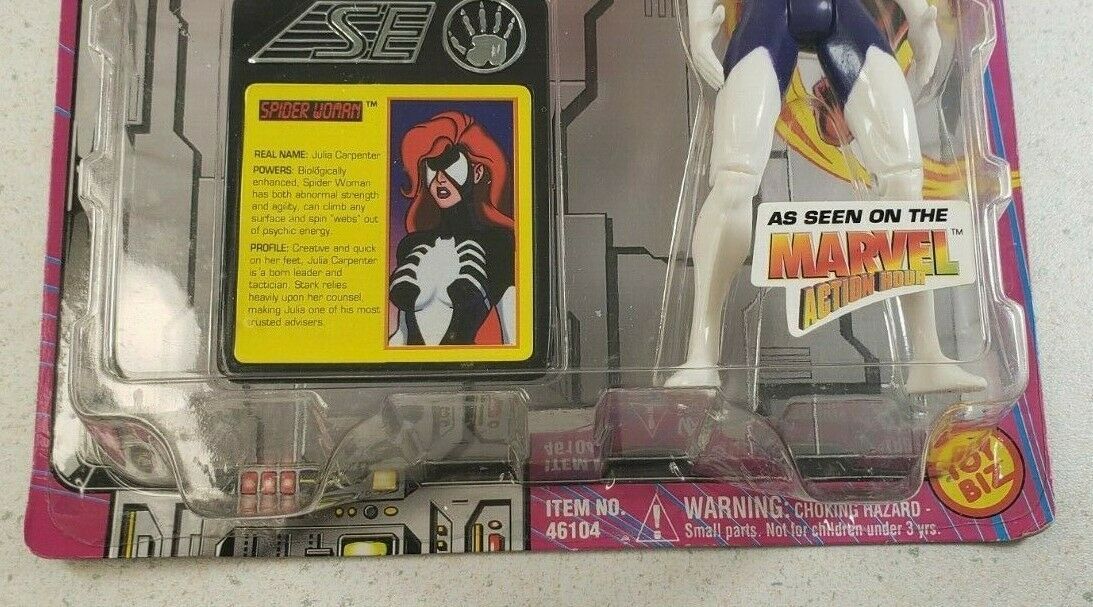 SE
SPIDER WOMAN™
REAL NAME: Julia Carpenter
POWERS: Biologically
enhanced, Spider Woman
has both abnormal strength
and agility, can climb any
surface and spin "webs" out
of psychic energy.
PROFILE: Creative and quick
on her feet, Julia Carpenter
is a born leader and
tactician. Stark relies
heavily upon her counsel,
making Julia one of his most
trusted advisers.
AS SEEN ON THE
MARVEL™
ACTION HOUR
ITEM NO.
46104
WARNING: CHOKING HAZARD -
Small parts. Not for children under 3 yrs.
TOY
BIZ